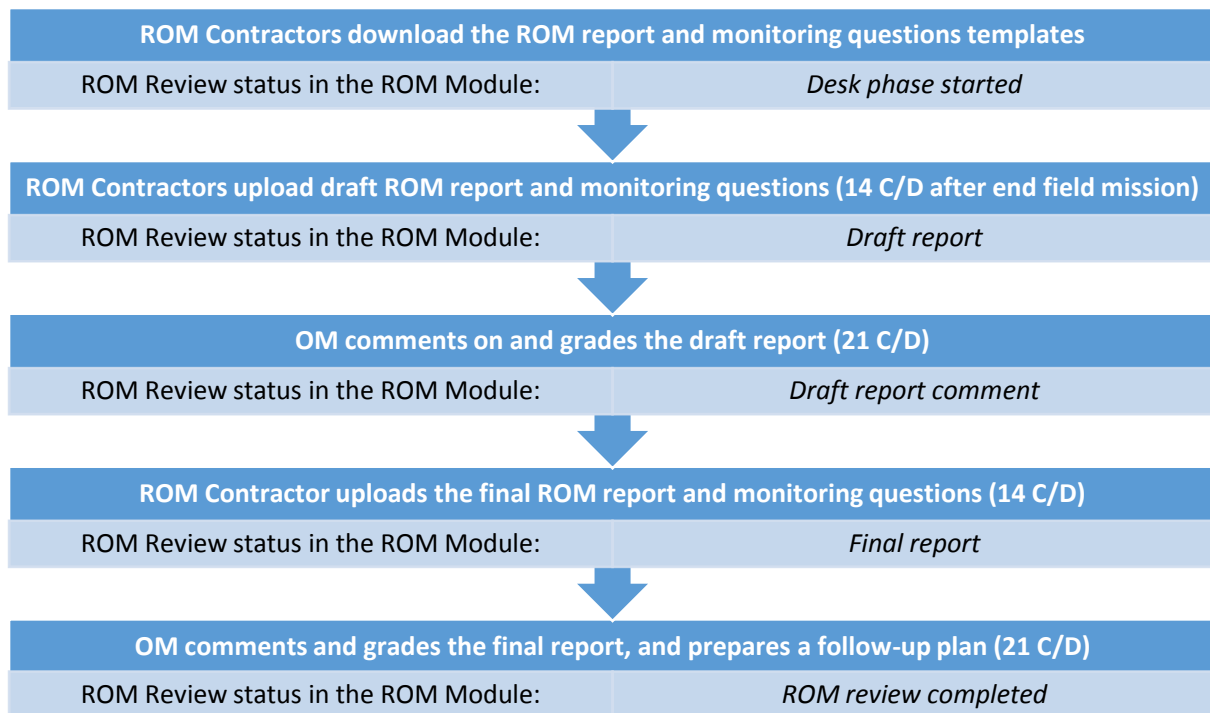 ROM Contractors download the ROM report and monitoring questions templates
ROM Review status in the ROM Module: Desk phase started
ROM Contractors upload draft ROM report and monitoring questions (14 C/D after end field mission)
ROM Review status in the ROM Module: Draft report
OM comments on and grades the draft report (21 C/D)
ROM Review status in the ROM Module: Draft report comment
ROM Contractor uploads the final ROM report and monitoring questions (14 C/D)
ROM Review status in the ROM Module: Final report
OM comments and grades the final report, and prepares a follow-up plan (21 C/D)
ROM Review status in the ROM Module: ROM review completed